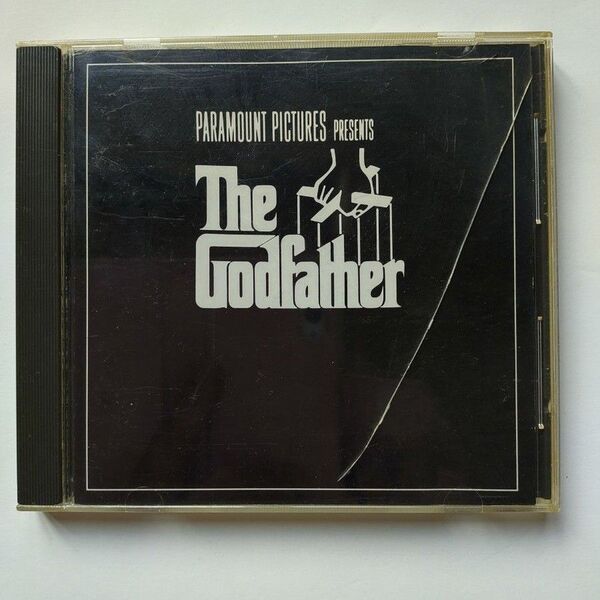 PARAMOUNT PICTURES PRESENTS
The
Godfather